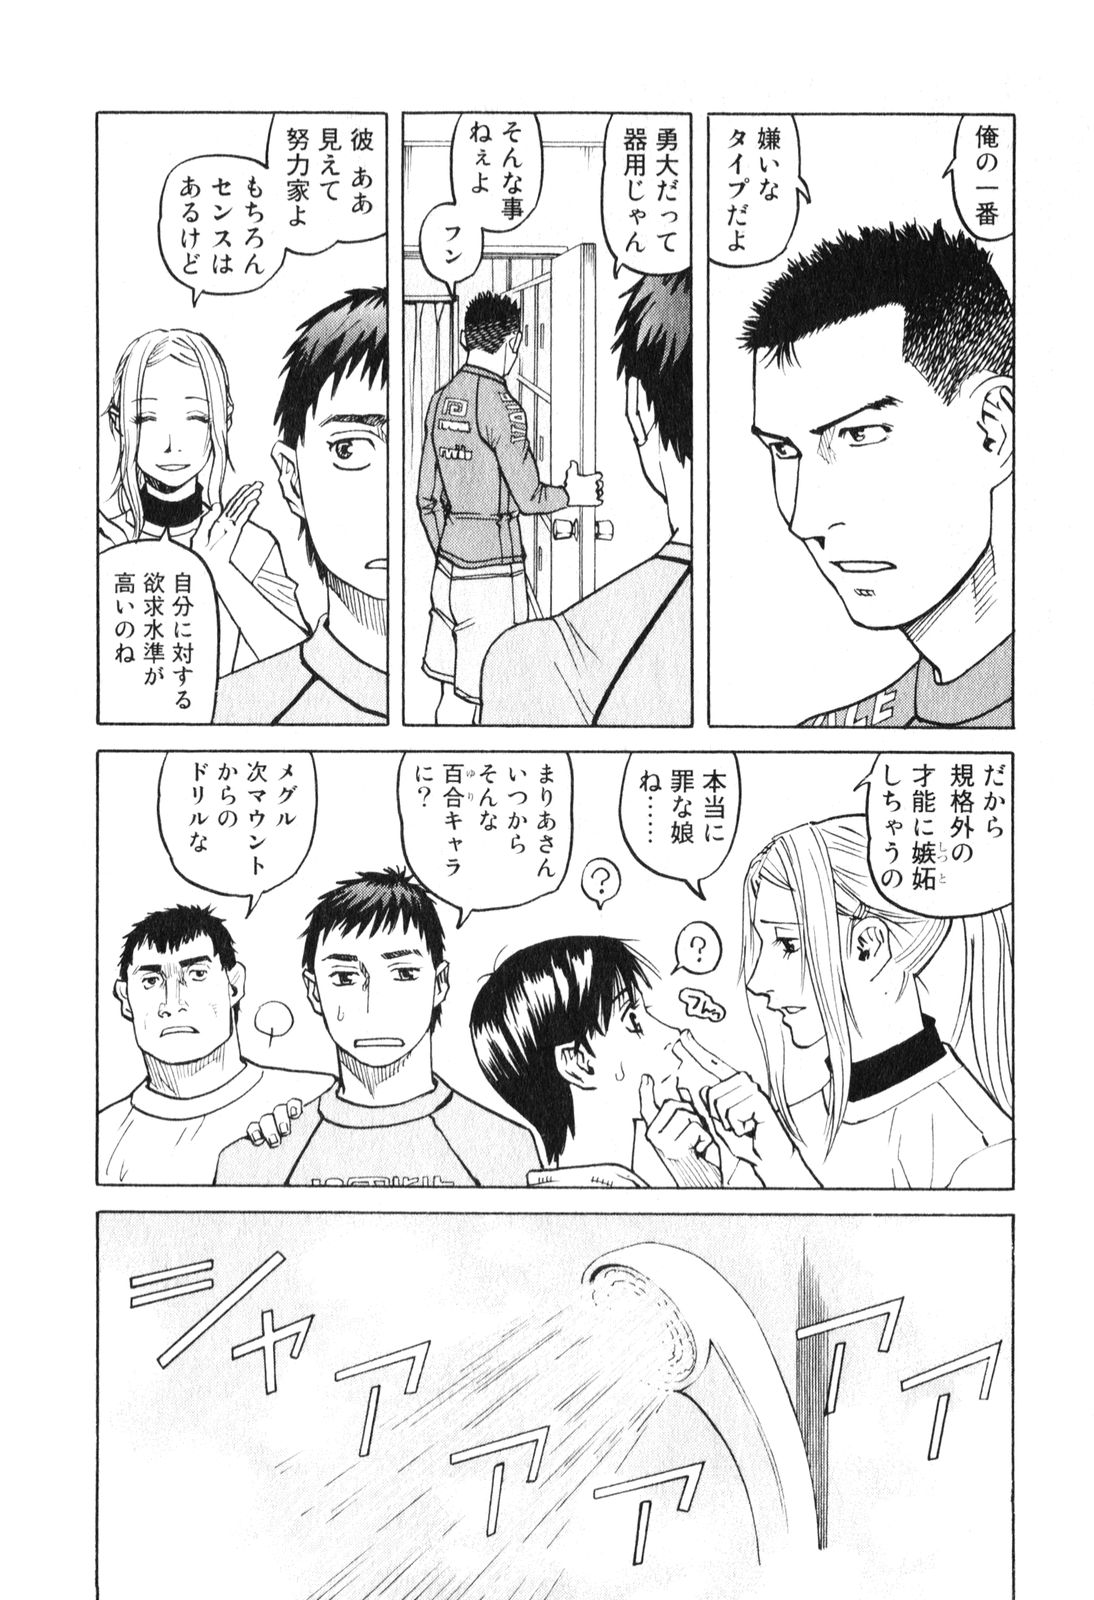 俺の一番
嫌いな
タイプだよ
勇大だって
器用じゃん
そんな事
ねぇよ
フン
彼 ああ
見えて
努力家よ
もちろん
センスは
あるけど
自分に対する
欲求水準が
高いのね
だから
規格外の
才能に嫉妬
しちゃうの
しっと
本当に
罪な娘
ね……
?
?
まりあさん
いつから
そんな
百合キャラ
に?
ゆり
メグル
次マウント
からの
ドリルな
シャアアアアア